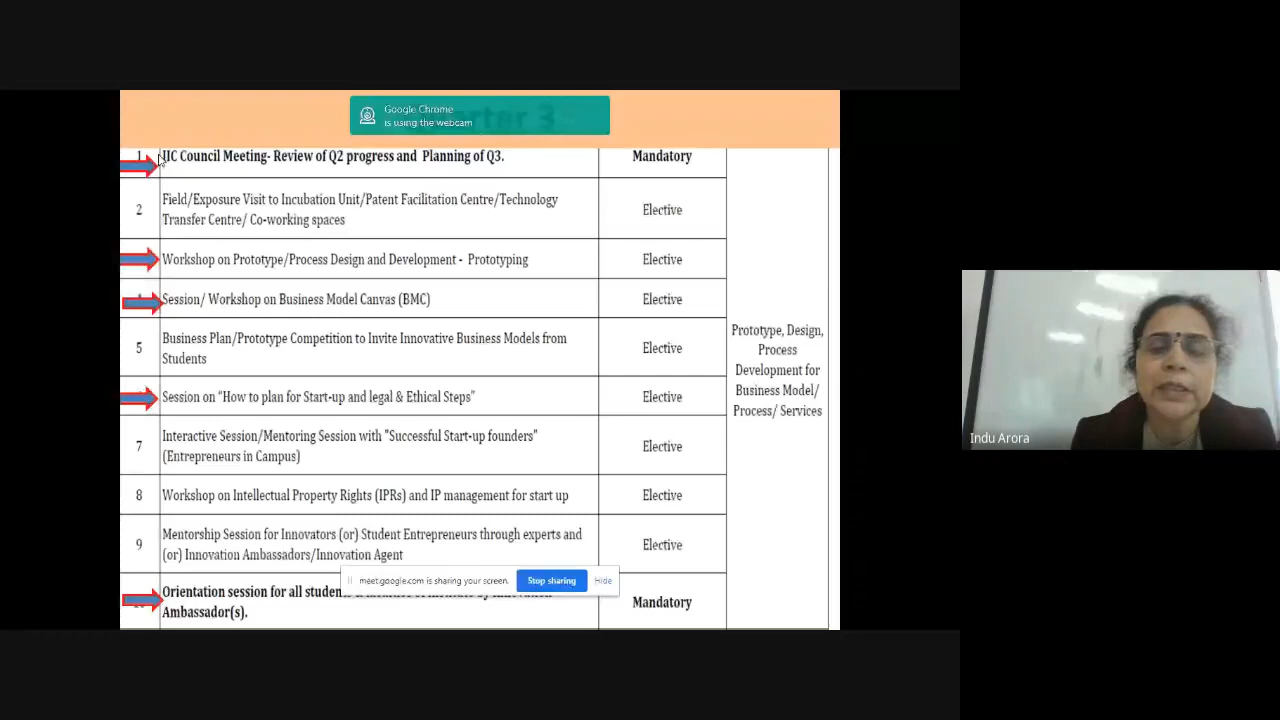 Google Chrome
is using the webcam
3
1 IIC Council Meeting- Review of Q2 progress and Planning of Q3. Mandatory
2 Field/Exposure Visit to Incubation Unit/Patent Facilitation Centre/Technology
Transfer Centre/ Co-working spaces Elective
Workshop on Prototype/Process Design and Development - Prototyping Elective
Session/ Workshop on Business Model Canvas (BMC) Elective
5 Business Plan/Prototype Competition to Invite Innovative Business Models from
Students Elective
Session on “How to plan for Start-up and legal & Ethical Steps” Elective
7 Interactive Session/Mentoring Session with "Successful Start-up founders"
(Entrepreneurs in Campus) Elective
8 Workshop on Intellectual Property Rights (IPRs) and IP management for start up Elective
9 Mentorship Session for Innovators (or) Student Entrepreneurs through experts and
(or) Innovation Ambassadors/Innovation Agent Elective
Orientation session for all
Ambassador(s). Mandatory
Prototype, Design,
Process
Development for
Business Model/
Process/ Services
meet.google.com is sharing your screen. Stop sharing Hide
Indu Arora